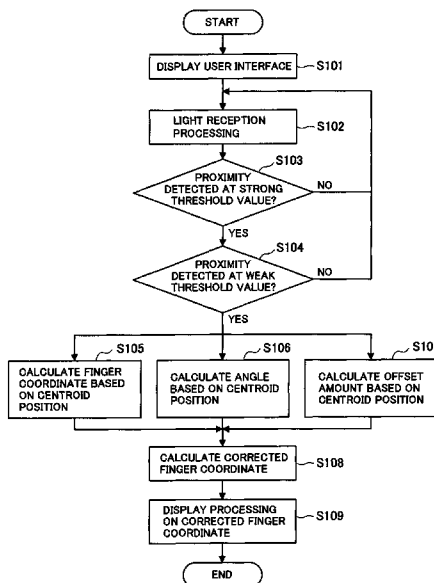 START
DISPLAY USER INTERFACE
S101
LIGHT RECEPTION
PROCESSING
S102
S103
PROXIMITY
DETECTED AT STRONG
THRESHOLD VALUE?
NO
YES
S104
PROXIMITY
DETECTED AT WEAK
THRESHOLD VALUE?
NO
YES
S105
CALCULATE FINGER
COORDINATE BASED
ON CENTROID
POSITION
S106
CALCULATE ANGLE
BASED ON CENTROID
POSITION
CALCULATE OFFSET
AMOUNT BASED ON
CENTROID POSITION
CALCULATE CORRECTED
FINGER COORDINATE
S108
DISPLAY PROCESSING
ON CORRECTED FINGER
COORDINATE
S109
END